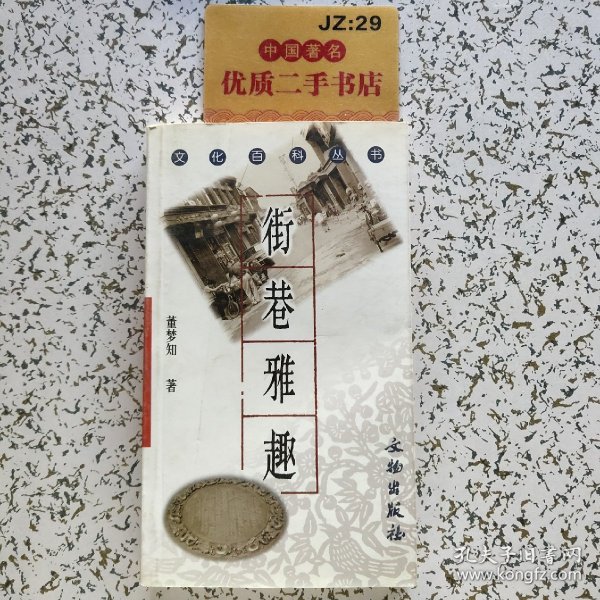 JZ:29
中国著名
优质二手书店
文化百科丛书
街巷雅趣
董梦知 著
文物出版社
孔夫子旧书网
www.kongfz.com